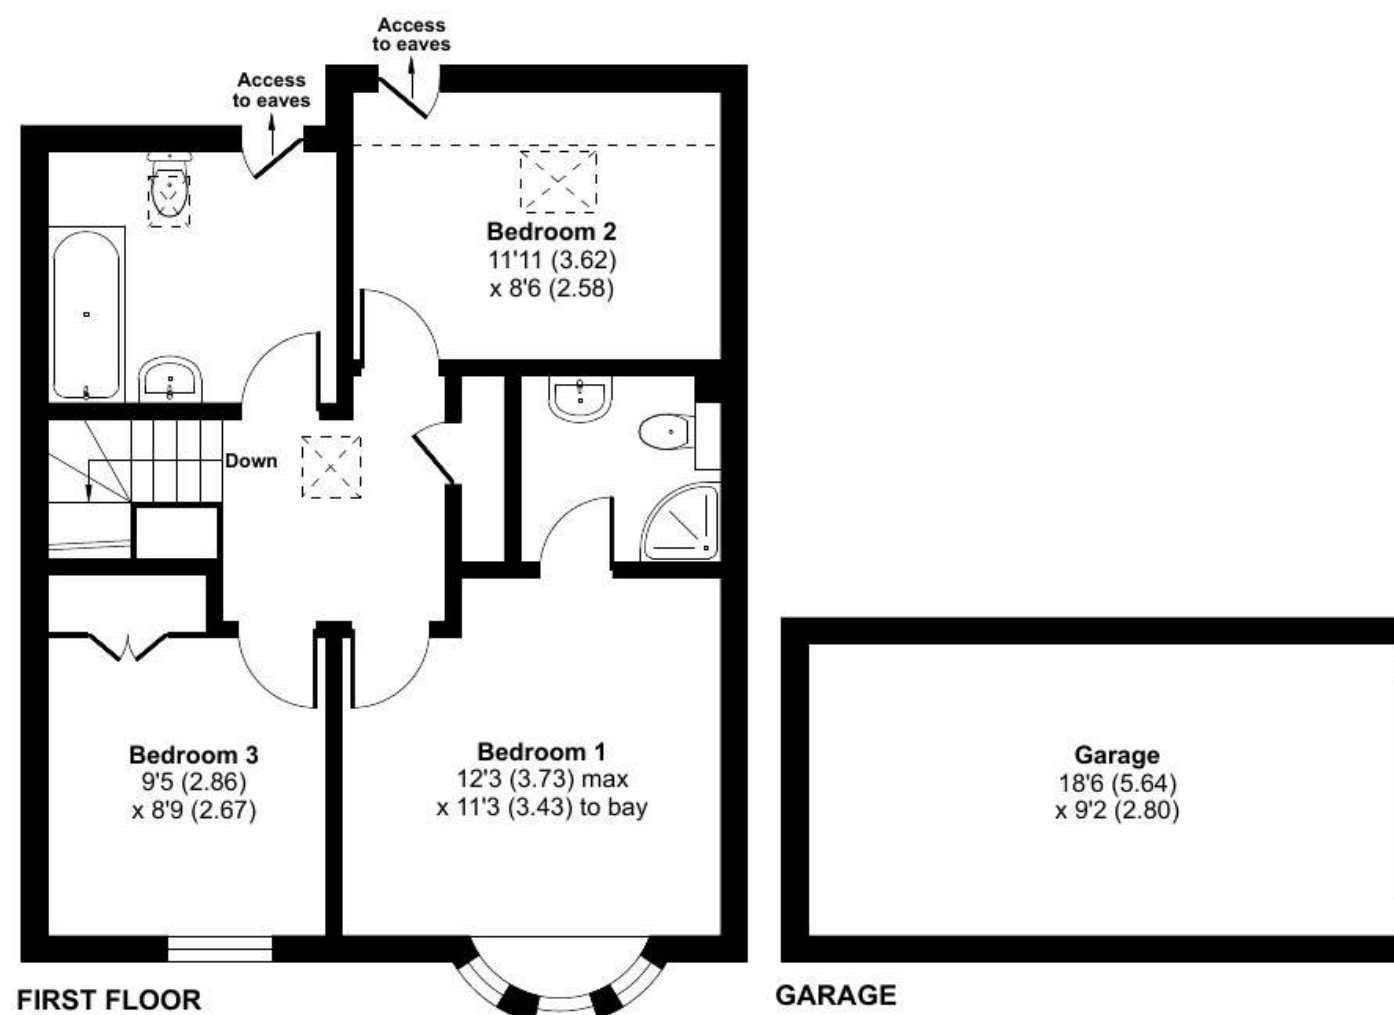 Access
to eaves
Access
to eaves
Bedroom 2
11'11 (3.62)
x 8'6 (2.58)
Down
Bedroom 3
9'5 (2.86)
x 8'9 (2.67)
Bedroom 1
12'3 (3.73) max
x 11'3 (3.43) to bay
Garage
18'6 (5.64)
x 9'2 (2.80)
FIRST FLOOR
GARAGE